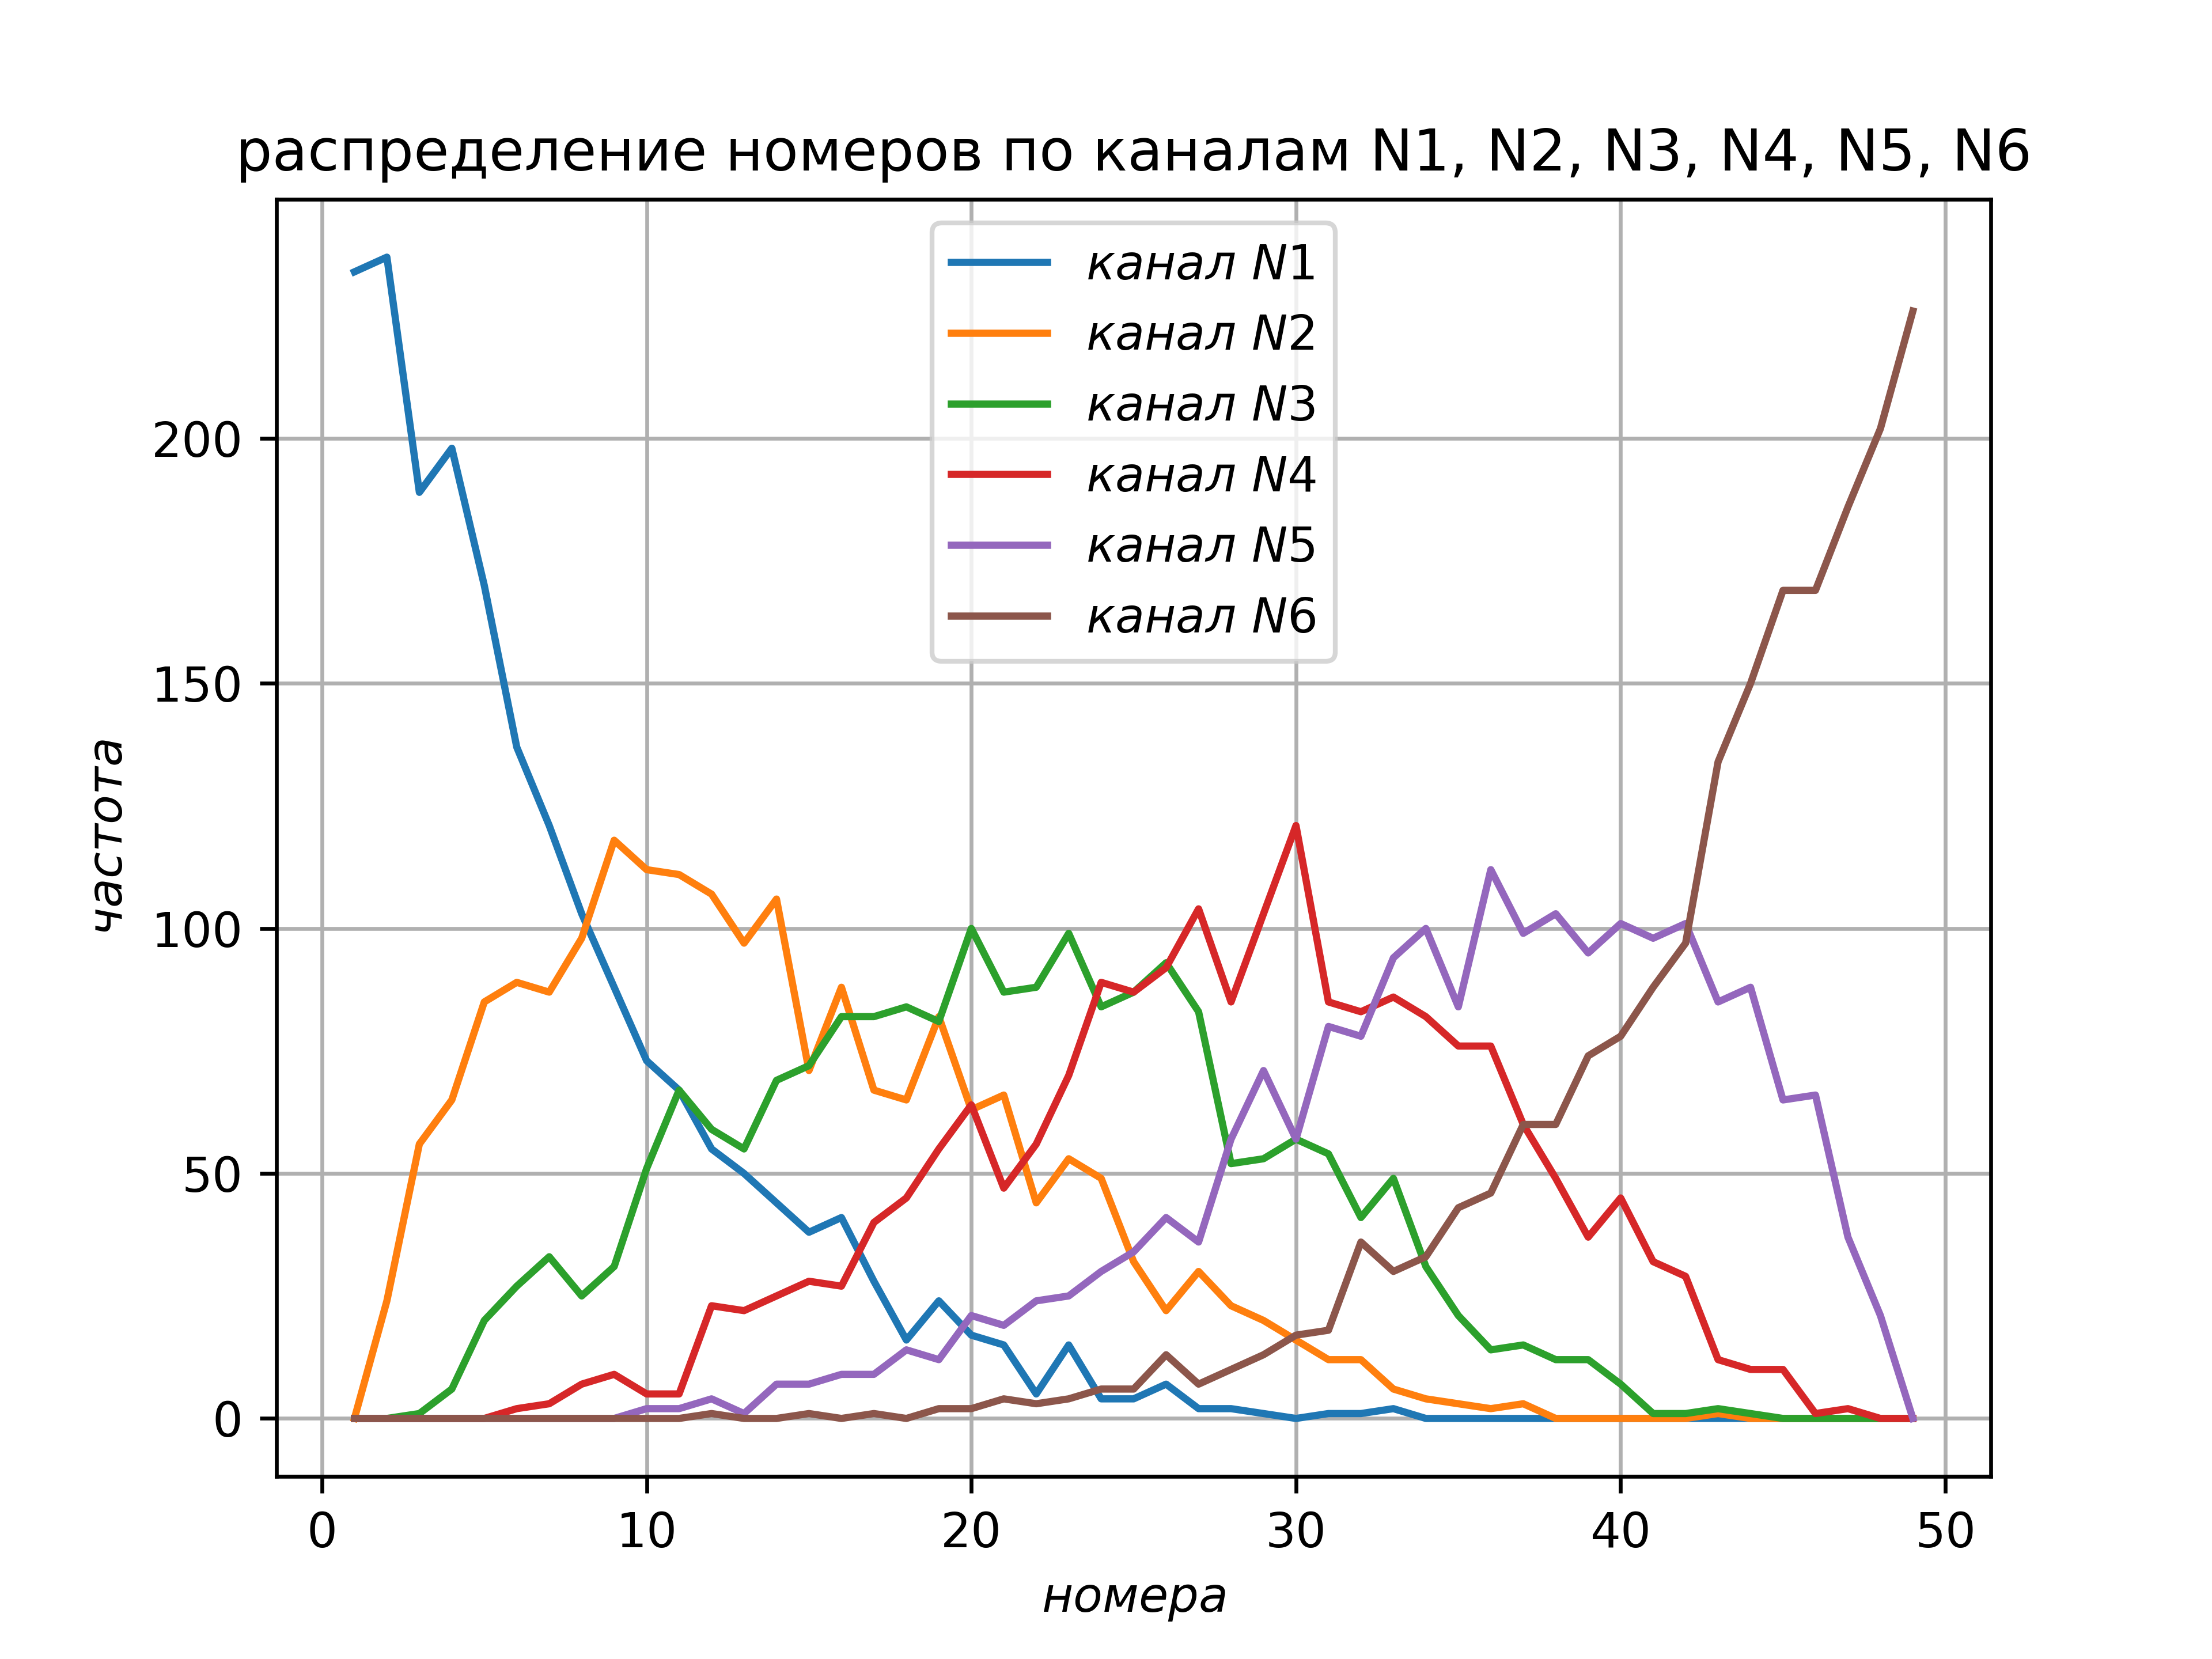 распределение номеров по каналам N1, N2, N3, N4, N5, N6
канал N1
канал N2
канал N3
канал N4
канал N5
канал N6
200
150
100
50
0
частота
0 10 20 30 40 50
номера